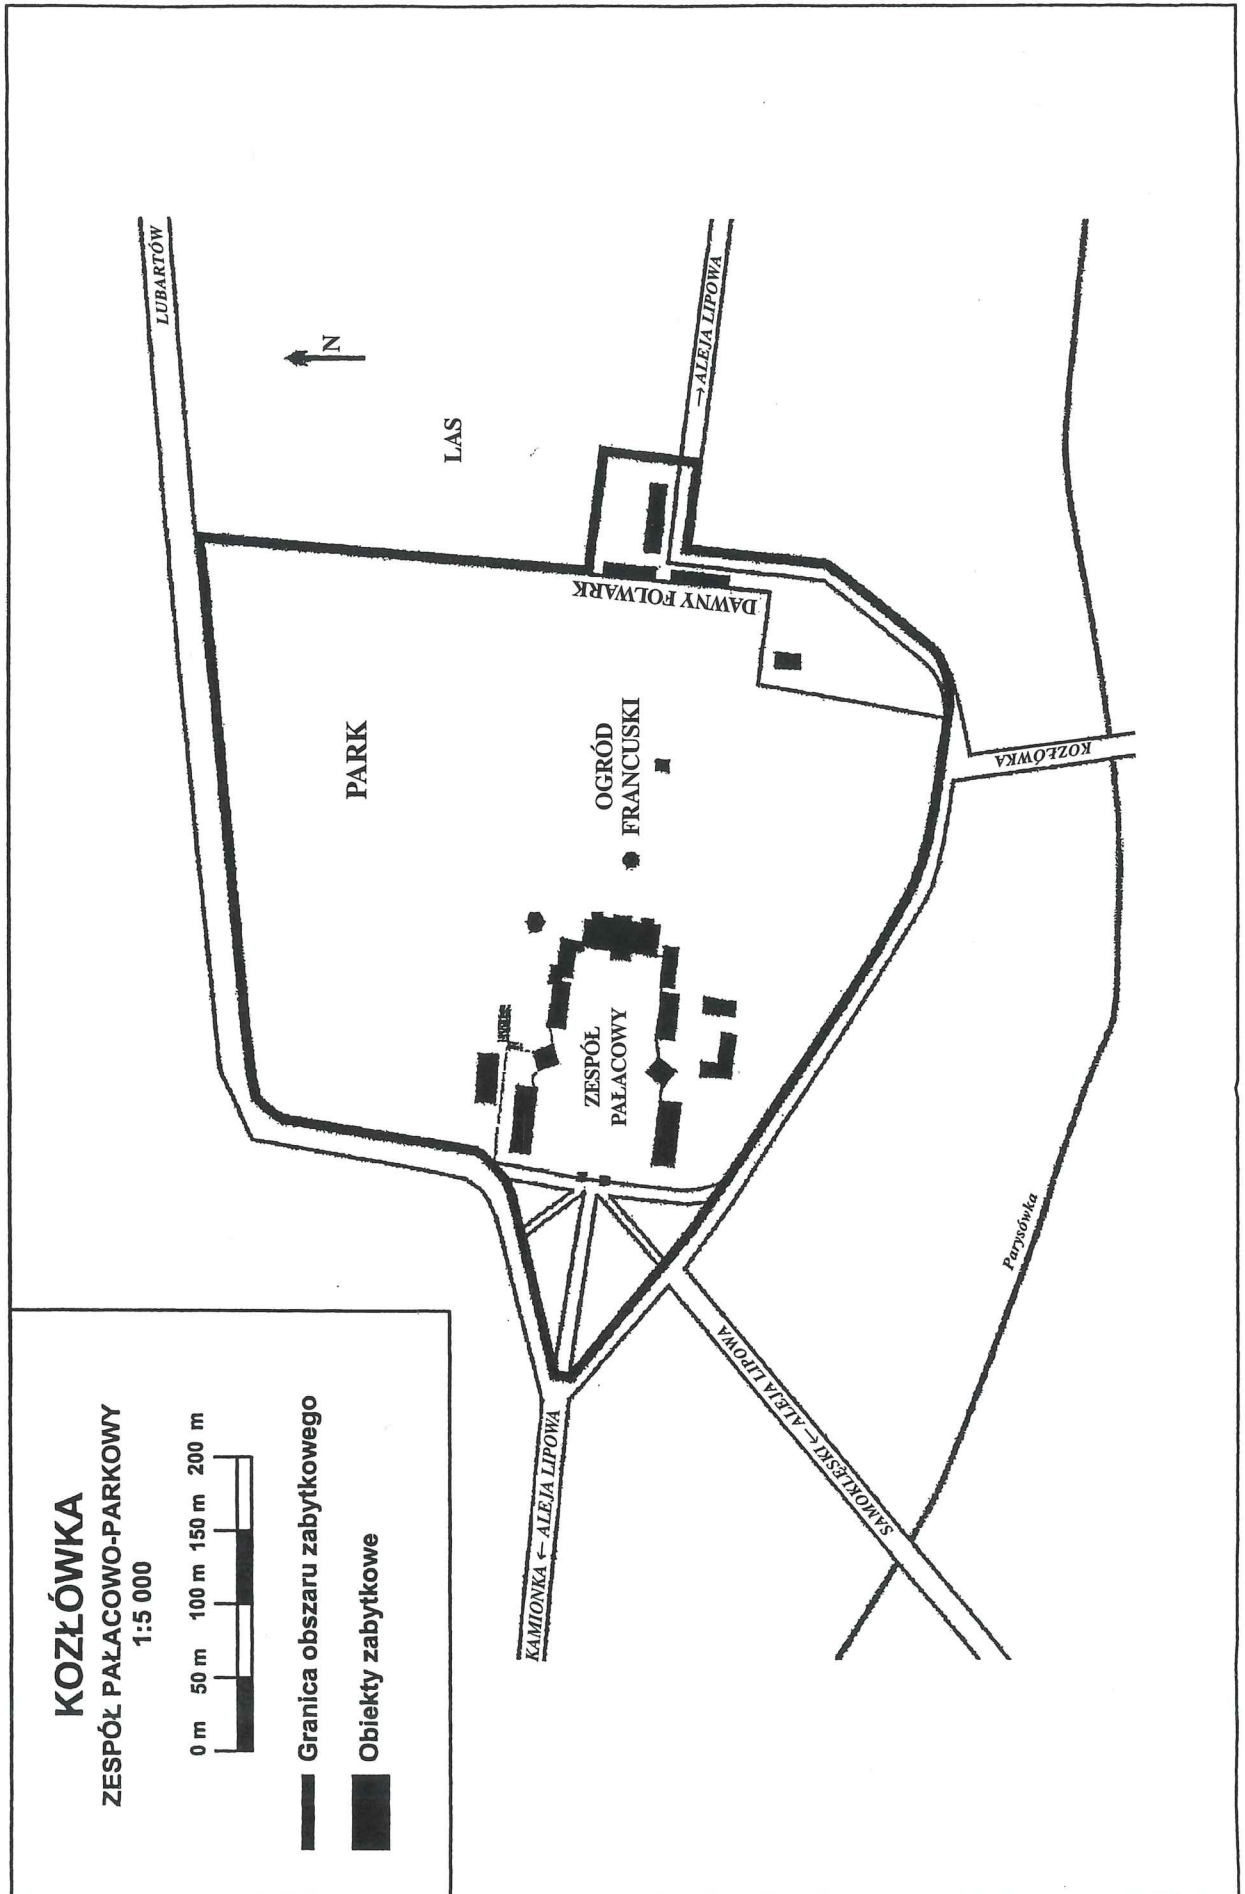 KOZŁÓWKA
ZESPÓŁ PAŁACOWO-PARKOWY
1:5 000
0 m 50 m 100 m 150 m 200 m
Granica obszaru zabytkowego
Obiekty zabytkowe
LUBARTÓW
N
LAS
→ ALEJA LIPOWA
DAWNY FOLWARK
PARK
OGRÓD
FRANCUSKI
KOZŁÓWKA
ZESPÓŁ
PAŁACOWY
KAMIONKA ← ALEJA LIPOWA
SAMOKLĘSKI ← ALEJA LIPOWA
Parysówka